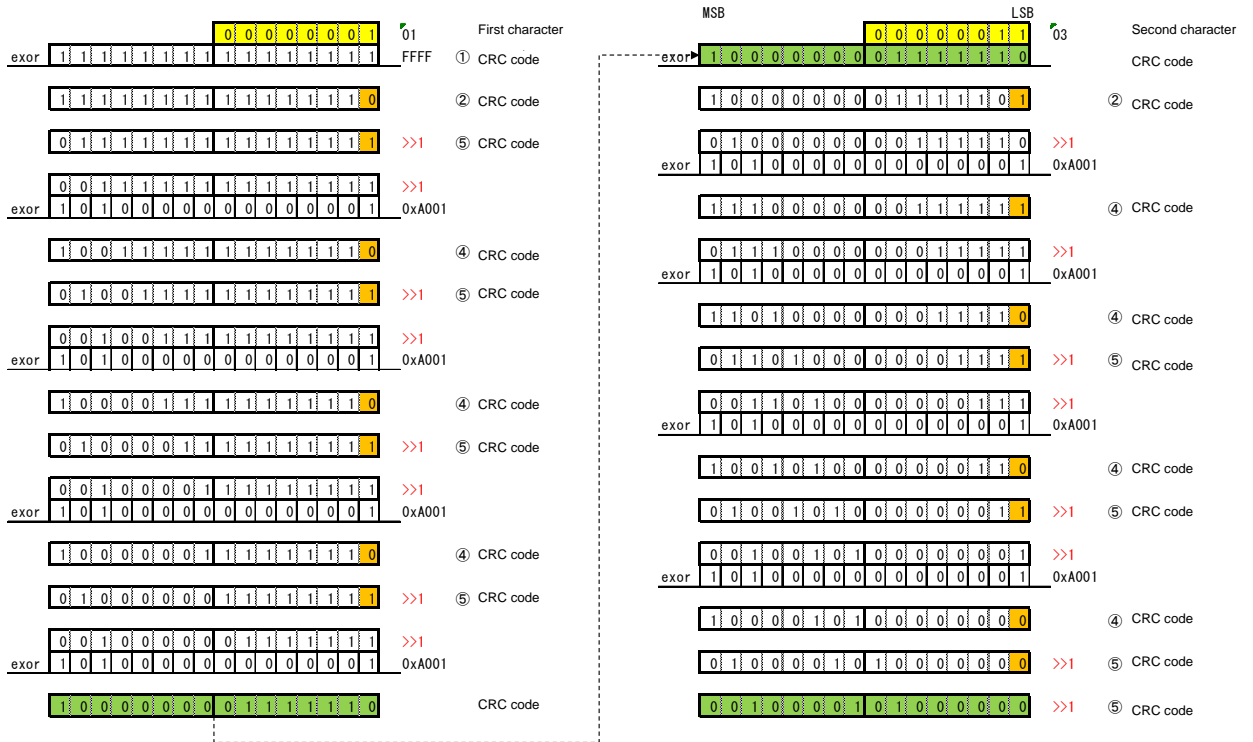 0 0 0 0 0 0 0 1 01 First character
exor 1 1 1 1 1 1 1 1 1 1 1 1 1 1 1 1 FFFF ① CRC code
1 1 1 1 1 1 1 1 1 1 1 1 1 1 1 0 ② CRC code
0 1 1 1 1 1 1 1 1 1 1 1 1 1 1 1 >>1 ⑤ CRC code
0 0 1 1 1 1 1 1 1 1 1 1 1 1 1 1 >>1
exor 1 0 1 0 0 0 0 0 0 0 0 0 0 0 0 1 0xA001
1 0 0 1 1 1 1 1 1 1 1 1 1 1 1 0 ④ CRC code
0 1 0 0 1 1 1 1 1 1 1 1 1 1 1 1 >>1 ⑤ CRC code
0 0 1 0 0 1 1 1 1 1 1 1 1 1 1 1 >>1
exor 1 0 1 0 0 0 0 0 0 0 0 0 0 0 0 1 0xA001
1 0 0 0 0 1 1 1 1 1 1 1 1 1 1 0 ④ CRC code
0 1 0 0 0 0 1 1 1 1 1 1 1 1 1 1 >>1 ⑤ CRC code
0 0 1 0 0 0 0 1 1 1 1 1 1 1 1 1 >>1
exor 1 0 1 0 0 0 0 0 0 0 0 0 0 0 0 1 0xA001
1 0 0 0 0 0 0 1 1 1 1 1 1 1 1 0 ④ CRC code
0 1 0 0 0 0 0 0 1 1 1 1 1 1 1 1 >>1 ⑤ CRC code
0 0 1 0 0 0 0 0 0 1 1 1 1 1 1 1 >>1
exor 1 0 1 0 0 0 0 0 0 0 0 0 0 0 0 1 0xA001
1 0 0 0 0 0 0 0 0 1 1 1 1 1 1 0 CRC code
MSB LSB
0 0 0 0 0 0 1 1 03 Second character
exor 1 0 0 0 0 0 0 0 0 1 1 1 1 1 1 0 CRC code
1 0 0 0 0 0 0 0 0 1 1 1 1 1 0 1 ② CRC code
0 1 0 0 0 0 0 0 0 0 1 1 1 1 1 0 >>1
exor 1 0 1 0 0 0 0 0 0 0 0 0 0 0 0 1 0xA001
1 1 1 0 0 0 0 0 0 0 1 1 1 1 1 1 ④ CRC code
0 1 1 1 0 0 0 0 0 0 0 1 1 1 1 1 >>1
exor 1 0 1 0 0 0 0 0 0 0 0 0 0 0 0 1 0xA001
1 1 0 1 0 0 0 0 0 0 0 1 1 1 1 0 ④ CRC code
0 1 1 0 1 0 0 0 0 0 0 0 1 1 1 1 >>1 ⑤ CRC code
0 0 1 1 0 1 0 0 0 0 0 0 0 1 1 1 >>1
exor 1 0 1 0 0 0 0 0 0 0 0 0 0 0 0 1 0xA001
1 0 0 1 0 1 0 0 0 0 0 0 0 1 1 0 ④ CRC code
0 1 0 0 1 0 1 0 0 0 0 0 0 0 1 1 >>1 ⑤ CRC code
0 0 1 0 0 1 0 1 0 0 0 0 0 0 0 1 >>1
exor 1 0 1 0 0 0 0 0 0 0 0 0 0 0 0 1 0xA001
1 0 0 0 0 1 0 1 0 0 0 0 0 0 0 0 ④ CRC code
0 1 0 0 0 0 1 0 1 0 0 0 0 0 0 0 >>1 ⑤ CRC code
0 0 1 0 0 0 0 1 0 1 0 0 0 0 0 0 >>1 ⑤ CRC code